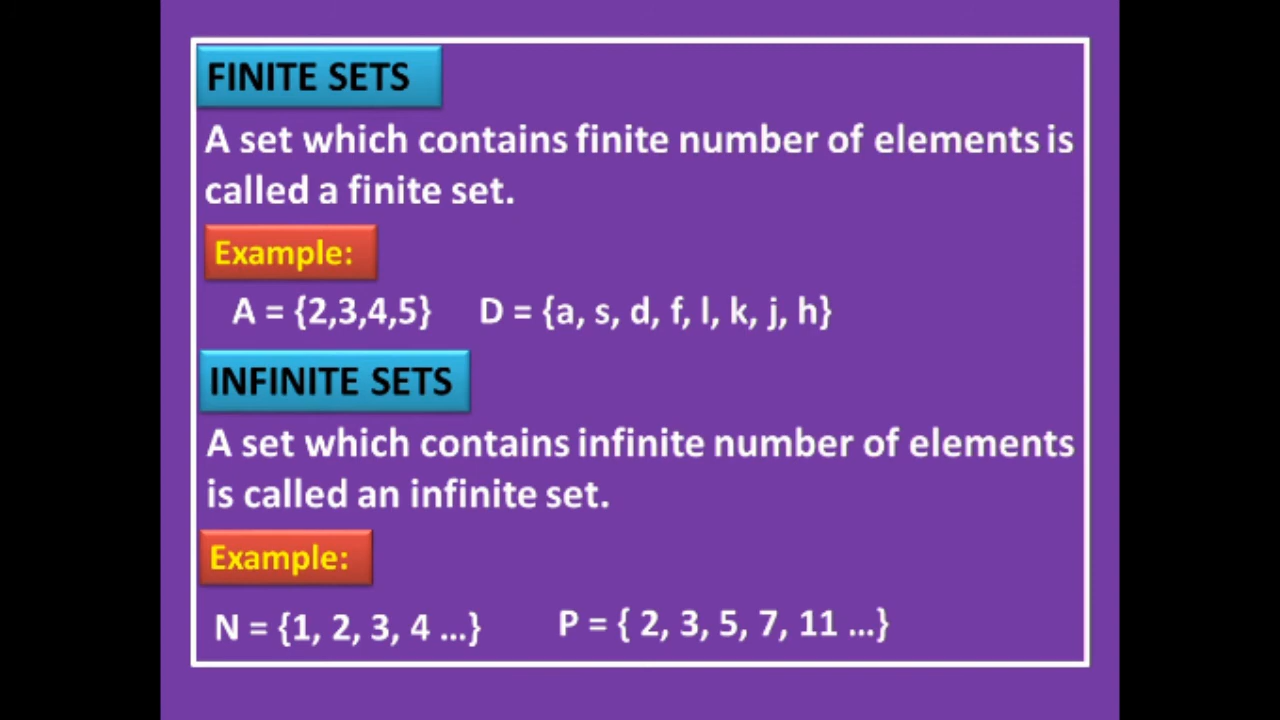 FINITE SETS
A set which contains finite number of elements is
called a finite set.
Example:
A = {2,3,4,5} D = {a, s, d, f, l, k, j, h}
INFINITE SETS
A set which contains infinite number of elements
is called an infinite set.
Example:
N = {1, 2, 3, 4 ...} P = { 2, 3, 5, 7, 11 ...}